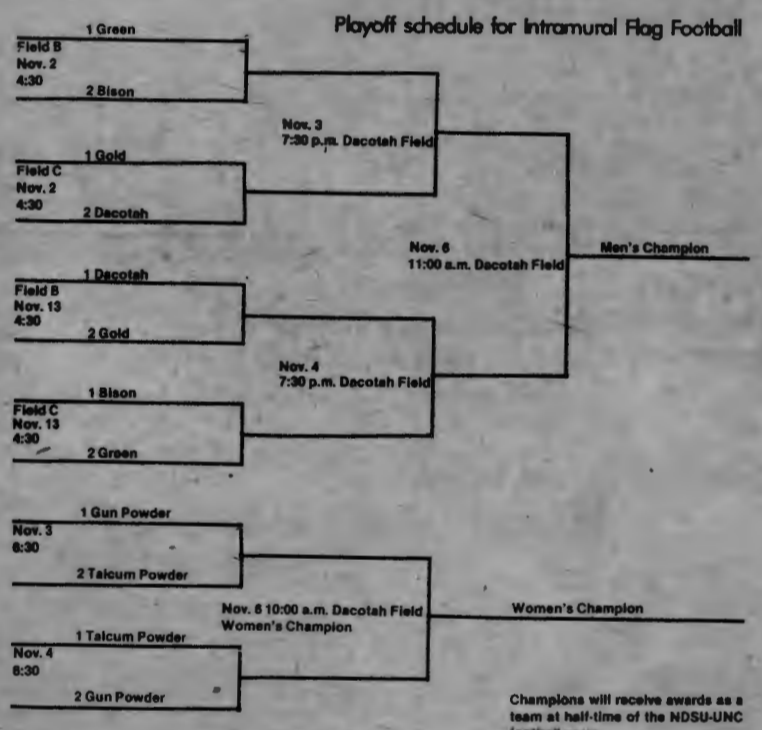 Playoff schedule for Intramural Flag Football
1 Green
Field B
Nov. 2
4:30
2 Bison
Nov. 3
7:30 p.m. Dacotah Field
1 Gold
Field C
Nov. 2
4:30
2 Dacotah
Nov. 6
11:00 a.m. Dacotah Field
Men's Champion
1 Dacotah
Field B
Nov. 13
4:30
2 Gold
Nov. 4
7:30 p.m. Dacotah Field
1 Bison
Field C
Nov. 13
4:30
2 Green
1 Gun Powder
Nov. 3
6:30
2 Talcum Powder
Nov. 6 10:00 a.m. Dacotah Field
Women's Champion
Women's Champion
1 Talcum Powder
Nov. 4
6:30
2 Gun Powder
Champions will receive awards as a
team at half-time of the NDSU-UNC